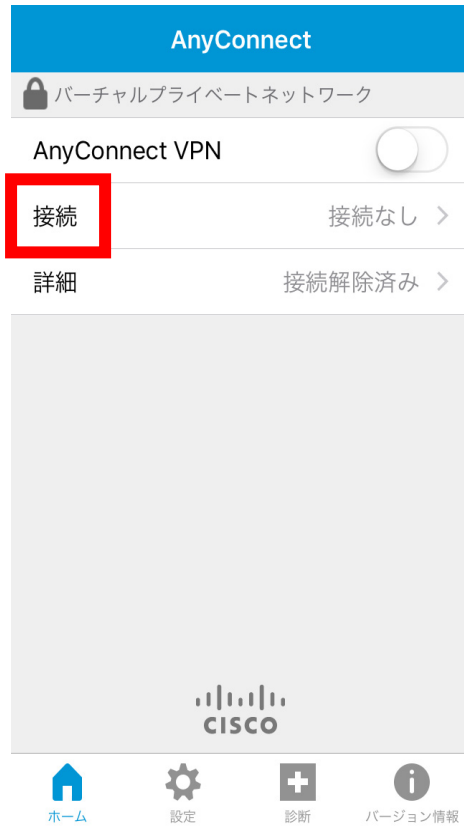 AnyConnect
バーチャルプライベートネットワーク
AnyConnect VPN
接続 接続なし
詳細 接続解除済み
CISCO
ホーム 設定 診断 バージョン情報